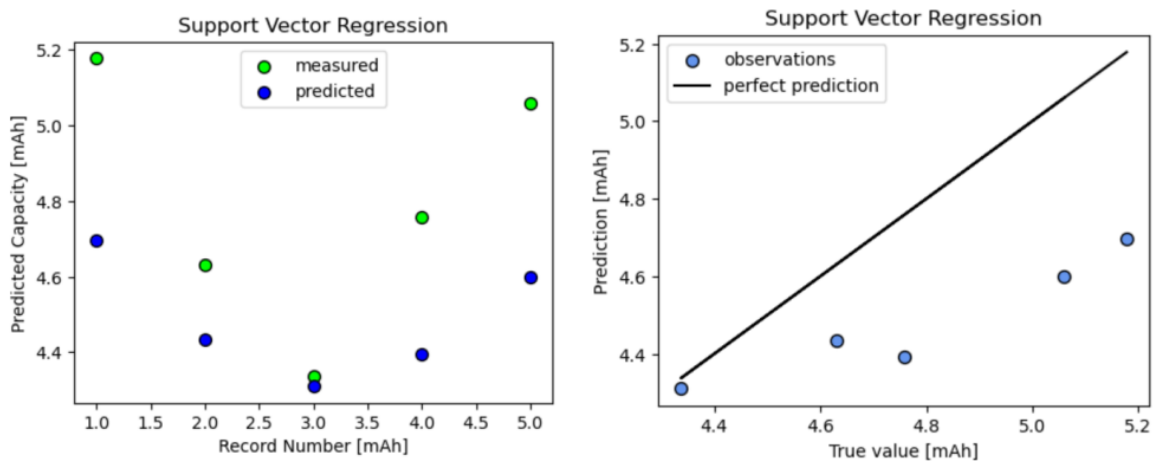 Support Vector Regression
measured
predicted
Predicted Capacity [mAh]
5.2
5.0
4.8
4.6
4.4
1.0 1.5 2.0 2.5 3.0 3.5 4.0 4.5 5.0
Record Number [mAh]
Support Vector Regression
observations
perfect prediction
Prediction [mAh]
5.2
5.0
4.8
4.6
4.4
4.4 4.6 4.8 5.0 5.2
True value [mAh]